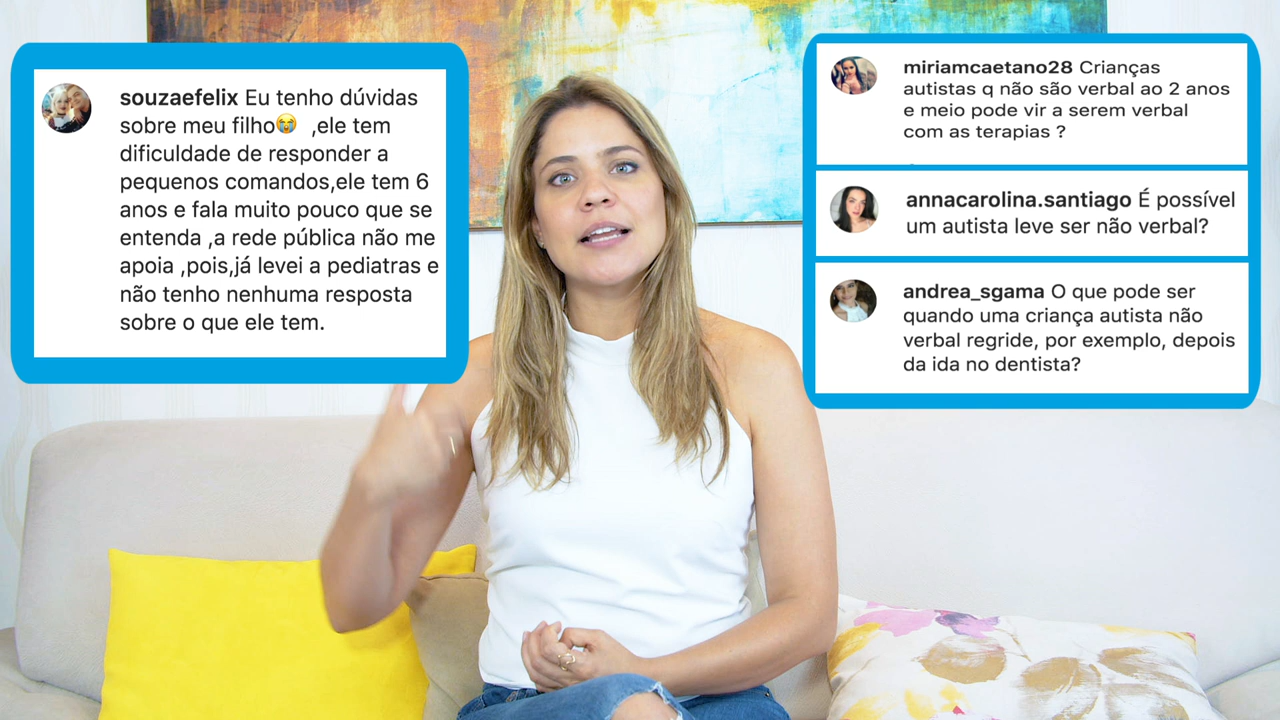 souzaefelix Eu tenho dúvidas
sobre meu filho😭 ,ele tem
dificuldade de responder a
pequenos comandos,ele tem 6
anos e fala muito pouco que se
entenda ,a rede pública não me
apoia ,pois,já levei a pediatras e
não tenho nenhuma resposta
sobre o que ele tem.
miriamcaetano28 Crianças
autistas q não são verbal ao 2 anos
e meio pode vir a serem verbal
com as terapias ?
annacarolina.santiago É possível
um autista leve ser não verbal?
andrea_sgama O que pode ser
quando uma criança autista não
verbal regride, por exemplo, depois
da ida no dentista?